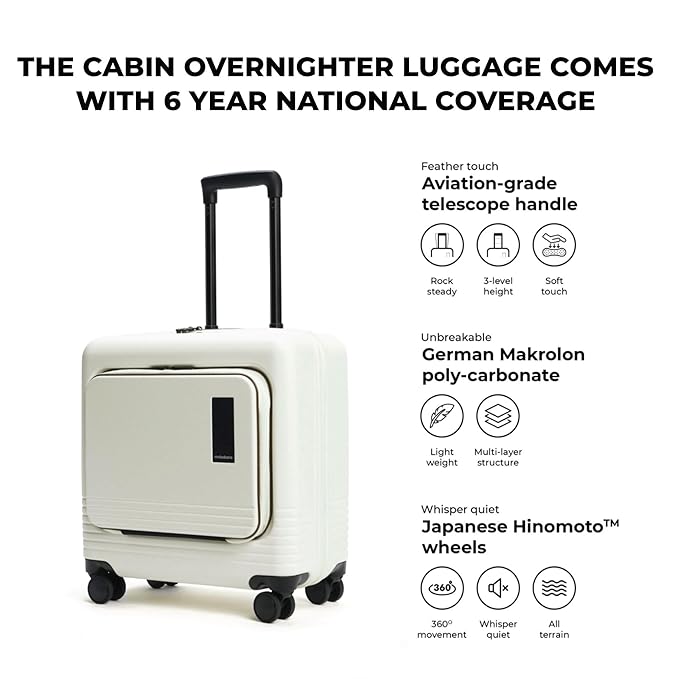 THE CABIN OVERNIGHTER LUGGAGE COMES
WITH 6 YEAR NATIONAL COVERAGE
Feather touch
Aviation-grade
telescope handle
Rock
steady
3-level
height
Soft
touch
Unbreakable
German Makrolon
poly-carbonate
Light
weight
Multi-layer
structure
Whisper quiet
Japanese Hinomoto™
wheels
360°
360°
movement
Whisper
quiet
All
terrain